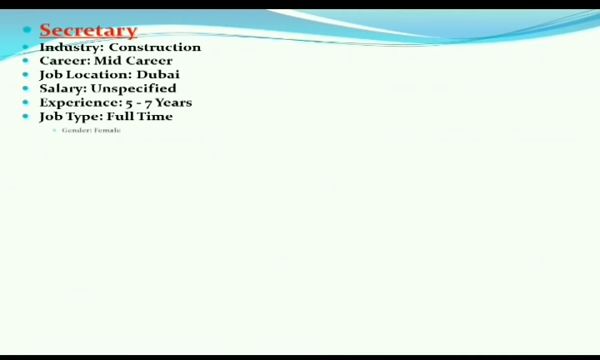 Secretary
Industry: Construction
Career: Mid Career
Job Location: Dubai
Salary: Unspecified
Experience: 5 - 7 Years
Job Type: Full Time
Gender: Female